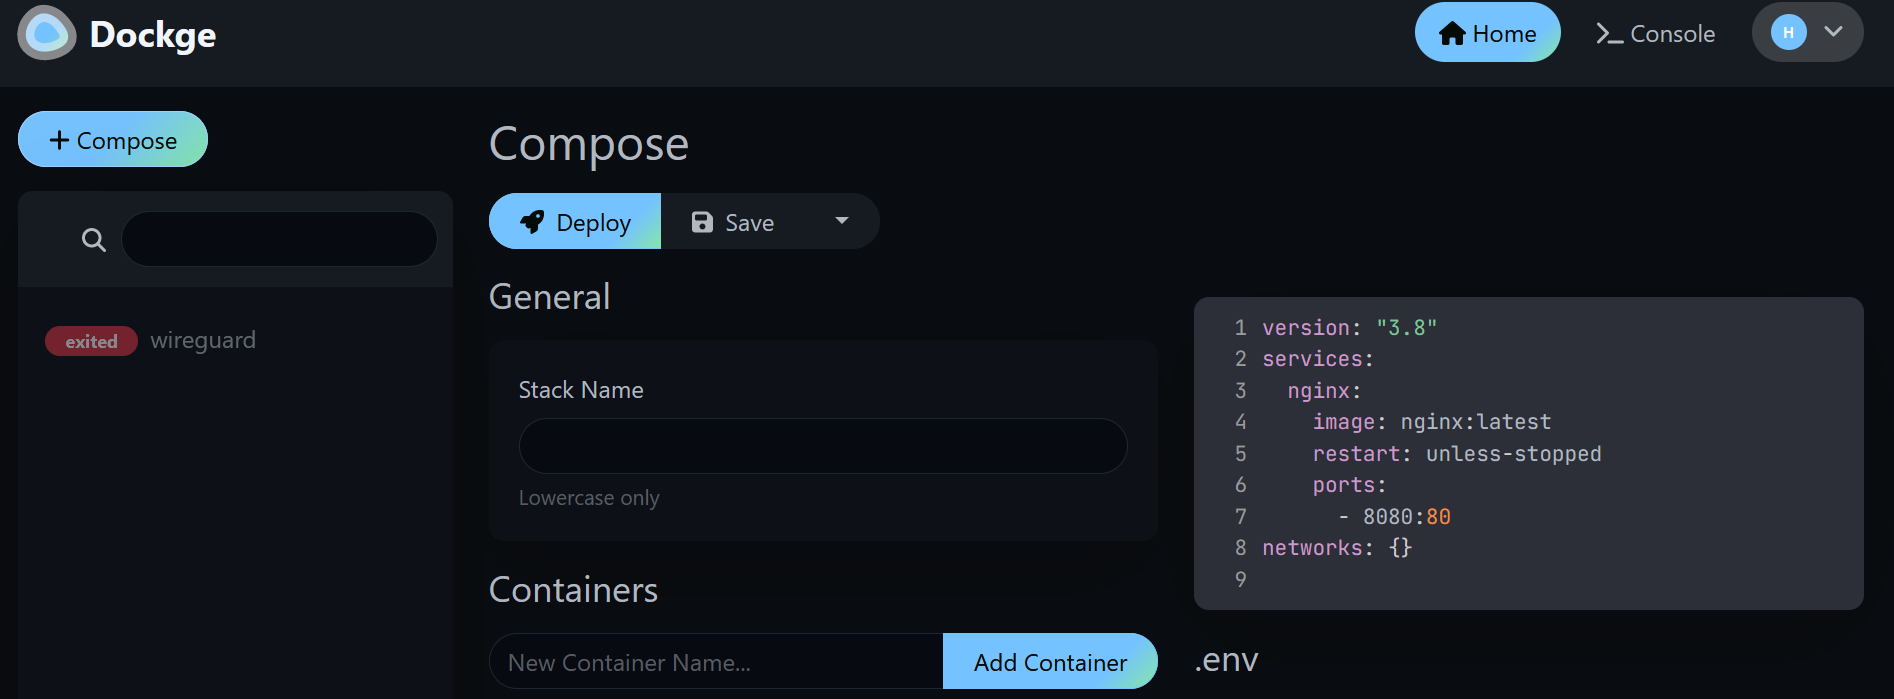 Dockge
Home
Console
H
Compose
exited wireguard
Compose
Deploy
Save
General
Stack Name
Lowercase only
Containers
New Container Name...
Add Container
1 version: "3.8"
2 services:
3   nginx:
4     image: nginx:latest
5     restart: unless-stopped
6     ports:
7       - 8080:80
8 networks: {}
9
.env